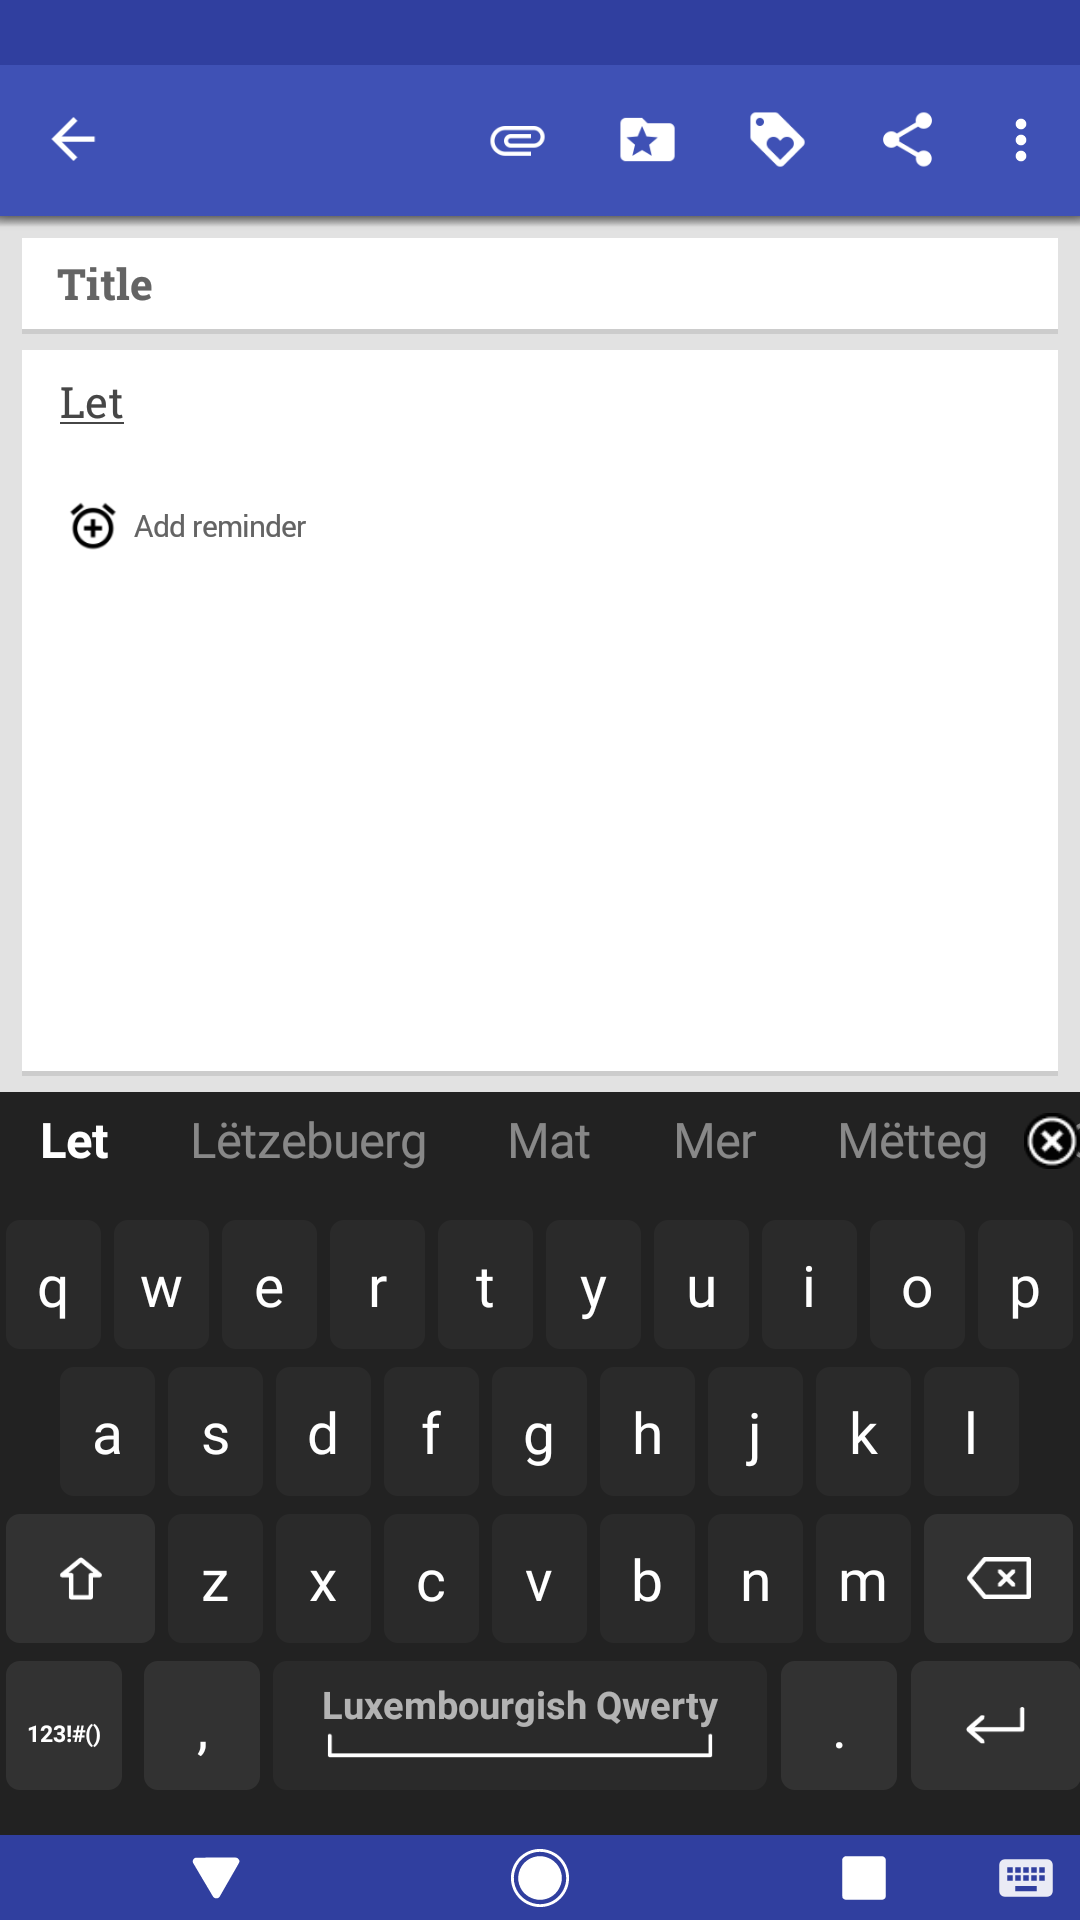 Title
Let
Add reminder
Let Lëtzebuerg Mat Mer Mëtteg
q w e r t y u i o p
a s d f g h j k l
z x c v b n m
123!#() , Luxembourgish Qwerty .